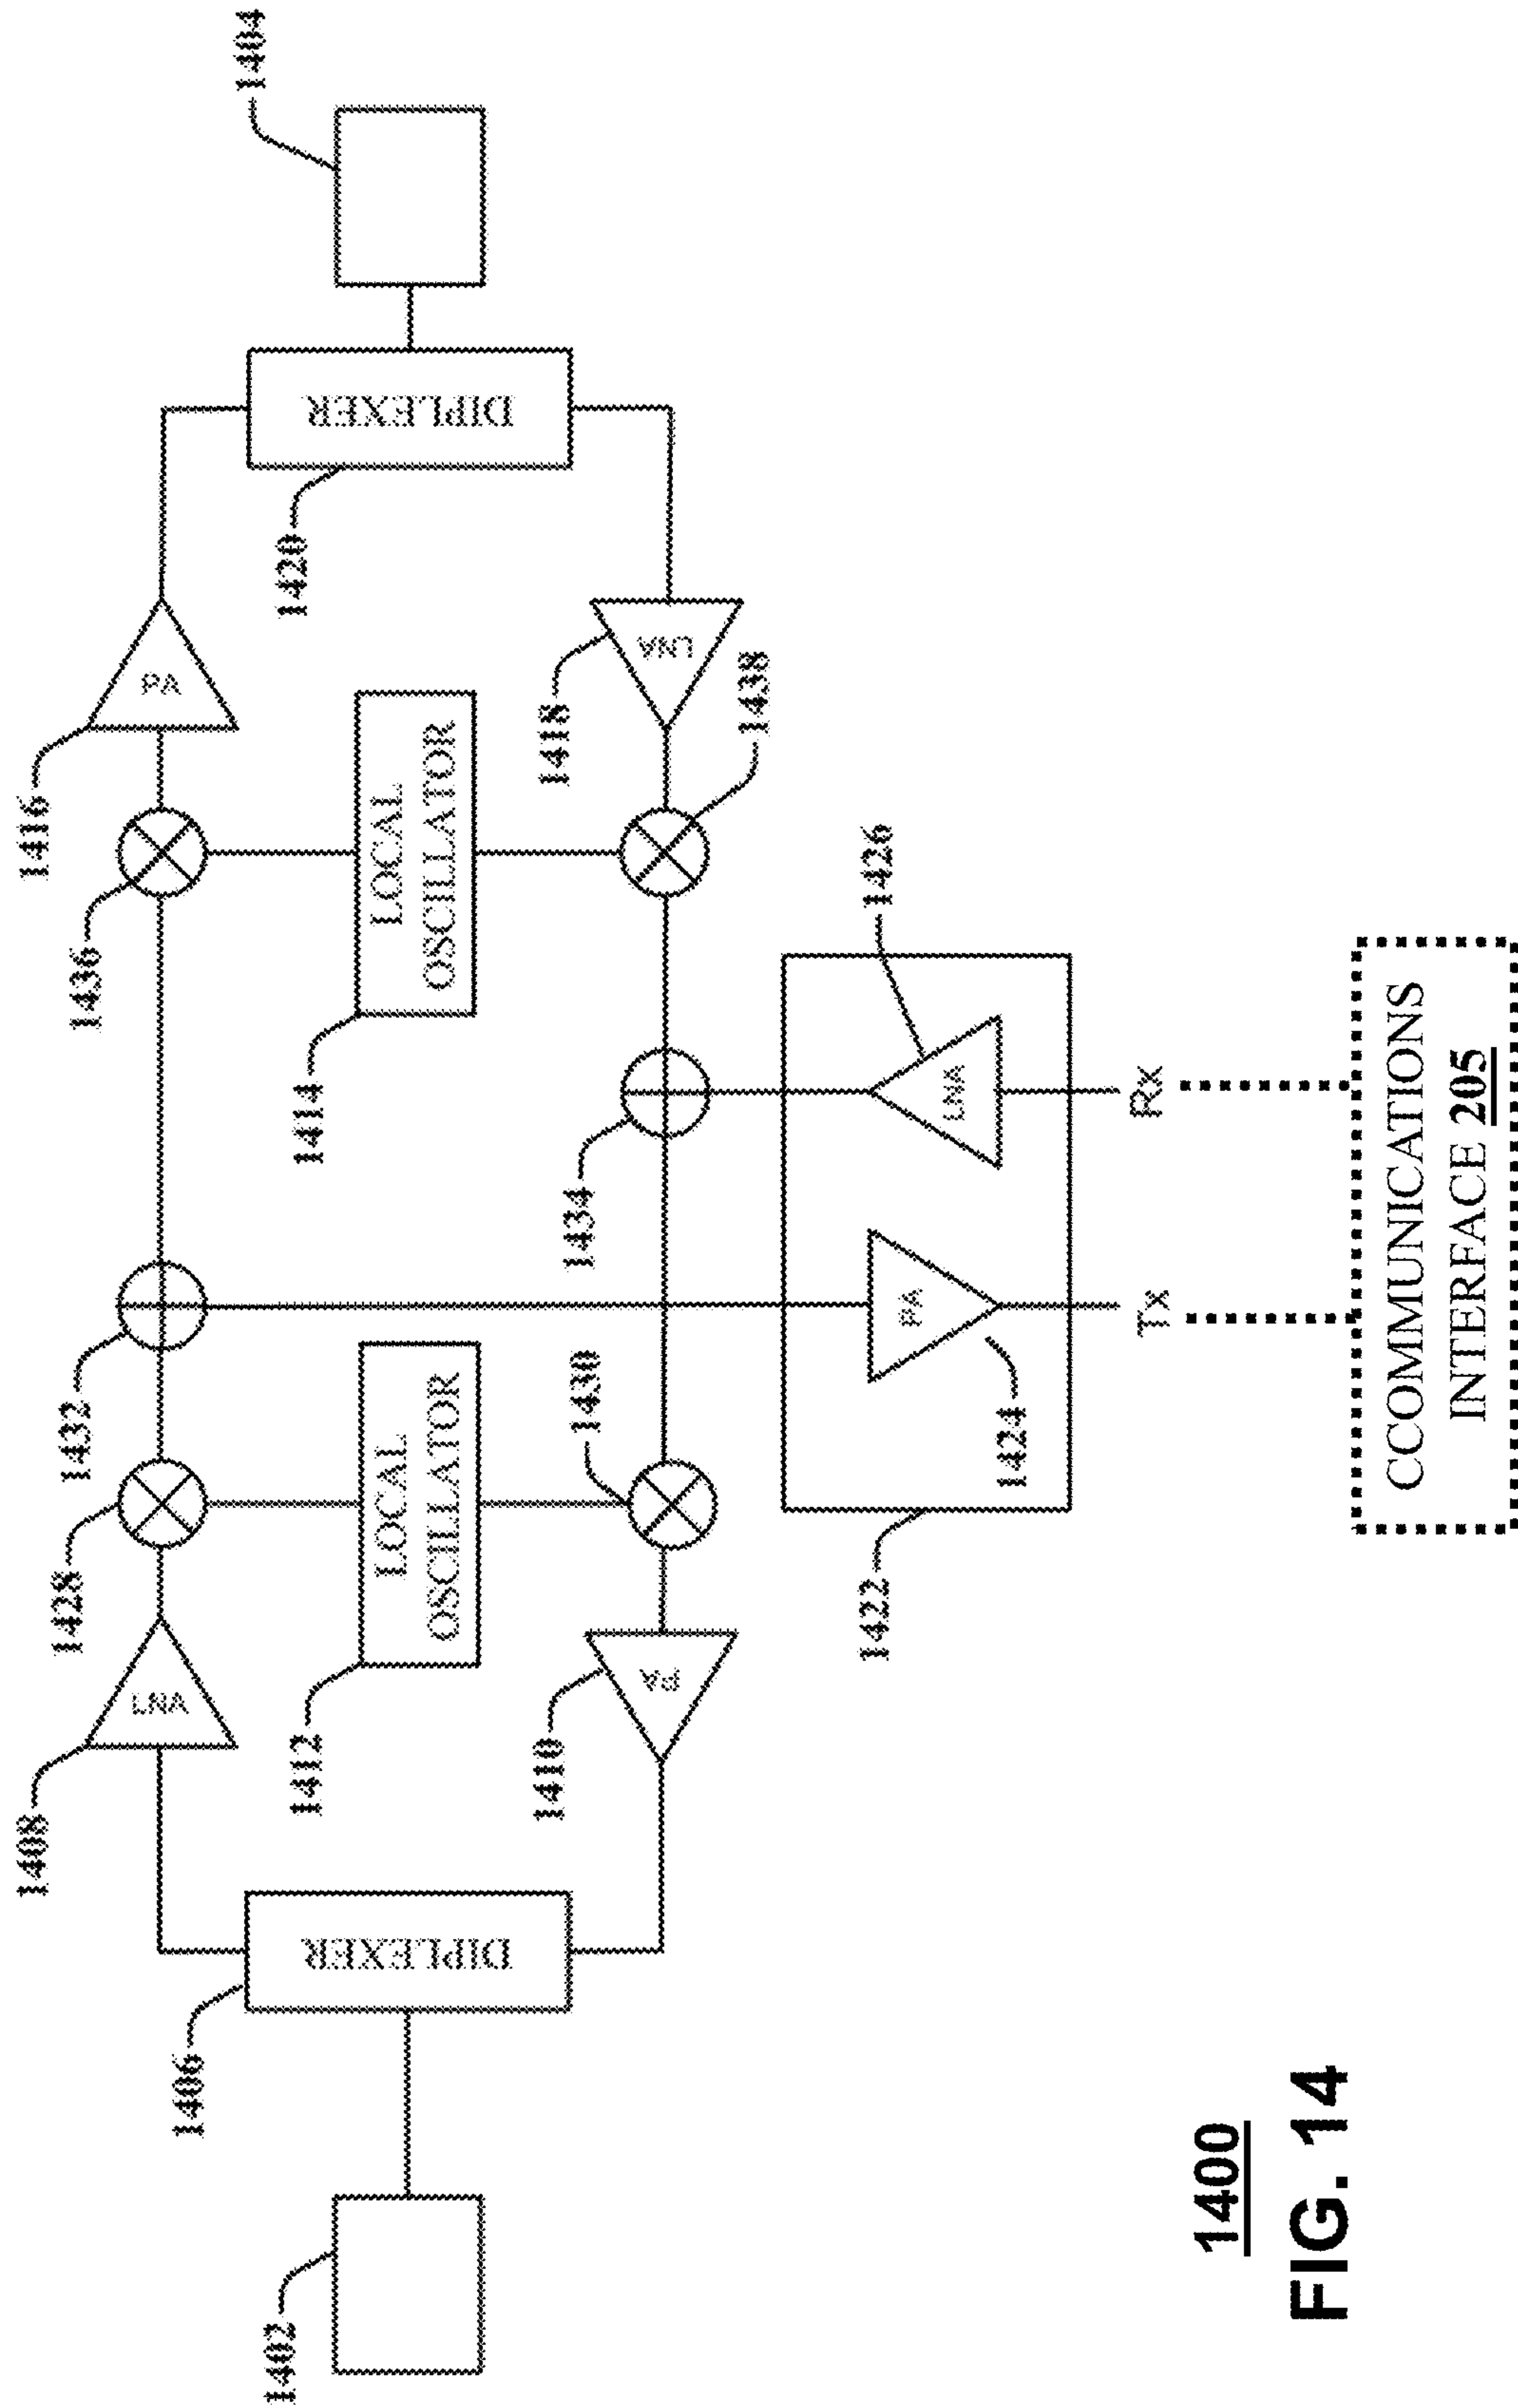 1404
1416
PA
1436
DIPLEXER
1420
LOCAL
OSCILLATOR
1414
LNA
1418
1438
1432
1434
1426
LNA
Rx
1428
LOCAL
OSCILLATOR
1412
1430
PA
1424
Tx
1422
CCOMMUNICATIONS
INTERFACE 205
LNA
1408
PA
1410
DIPLEXER
1406
1402
1400
FIG. 14